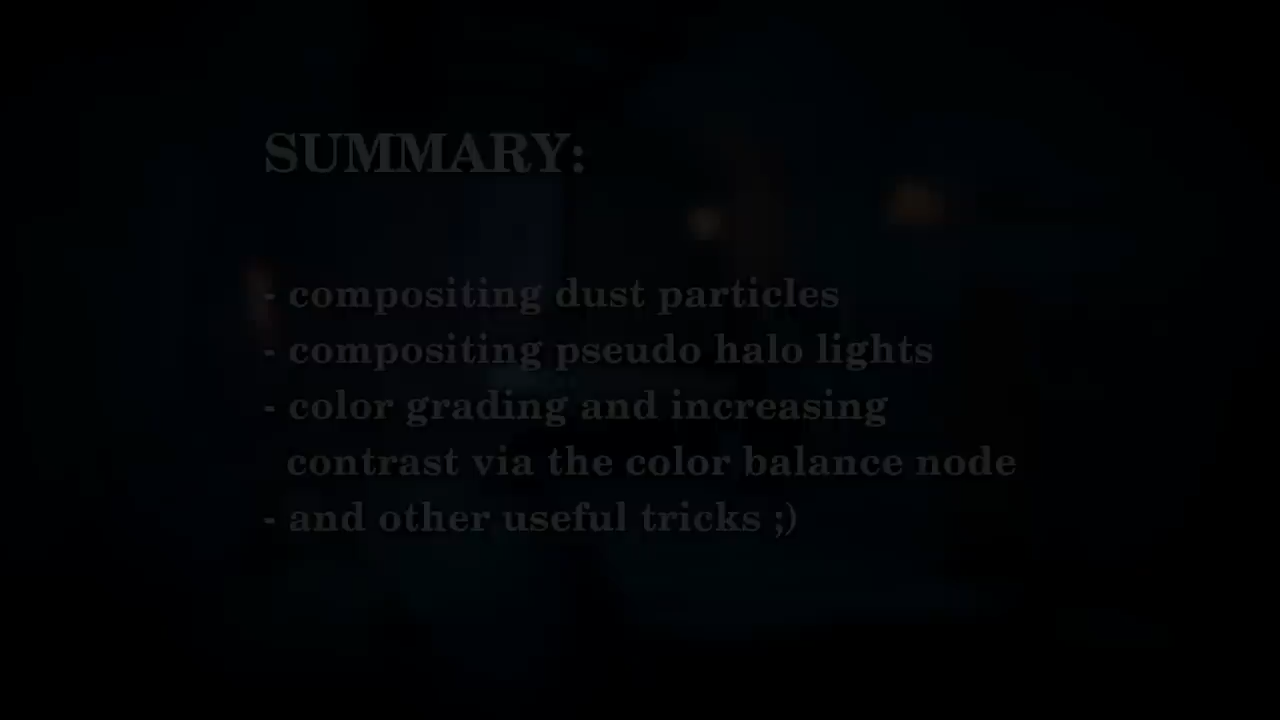 SUMMARY:
- compositing dust particles
- compositing pseudo halo lights
- color grading and increasing
contrast via the color balance node
- and other useful tricks ;)